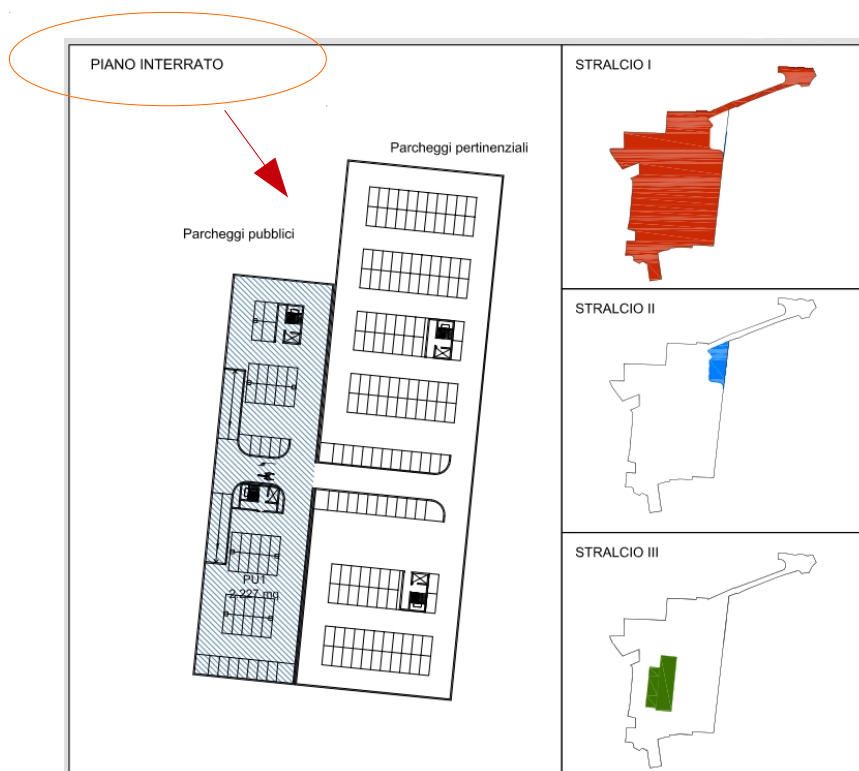 PIANO INTERRATO
Parcheggi pertinenziali
Parcheggi pubblici
PU1
2.227 mq
STRALCIO I
STRALCIO II
STRALCIO III